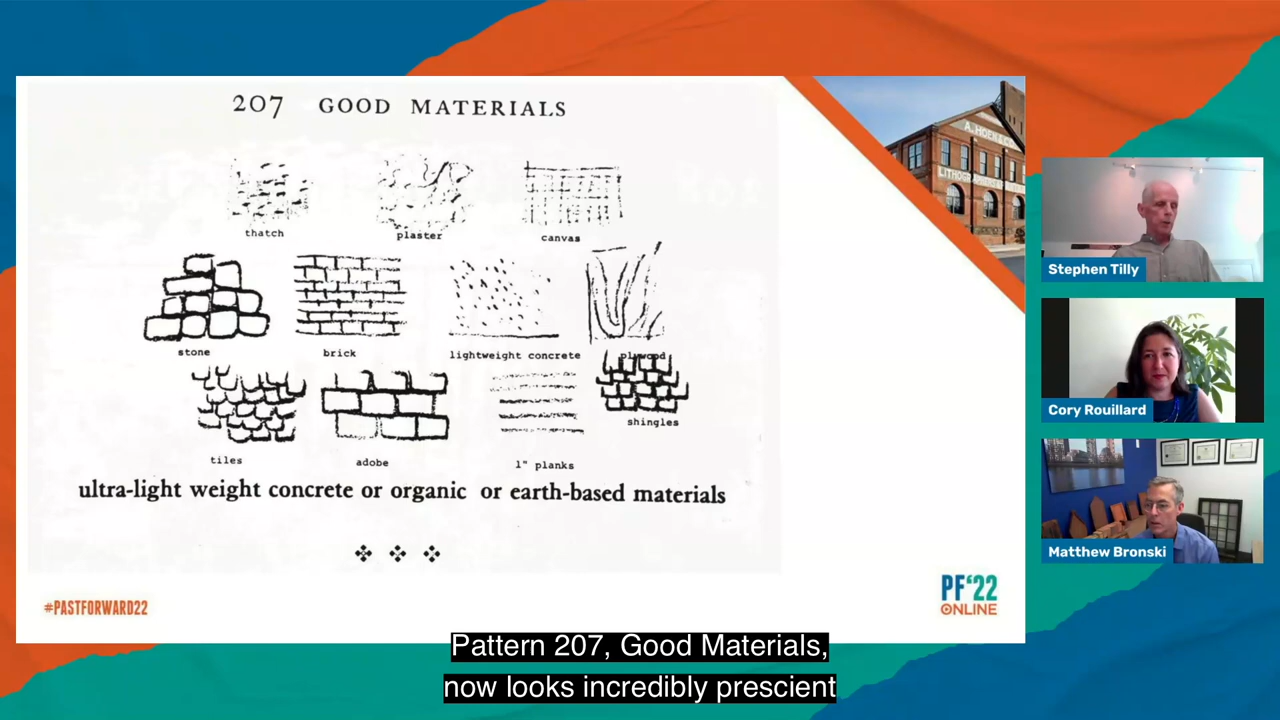 207 GOOD MATERIALS
thatch
plaster
canvas
stone
brick
lightweight concrete
plywood
tiles
adobe
1" planks
shingles
ultra-light weight concrete or organic or earth-based materials
#PASTFORWARD22
PF'22
ONLINE
A. HOEN & CO.
Stephen Tilly
Cory Rouillard
Matthew Bronski
Pattern 207, Good Materials,
now looks incredibly prescient